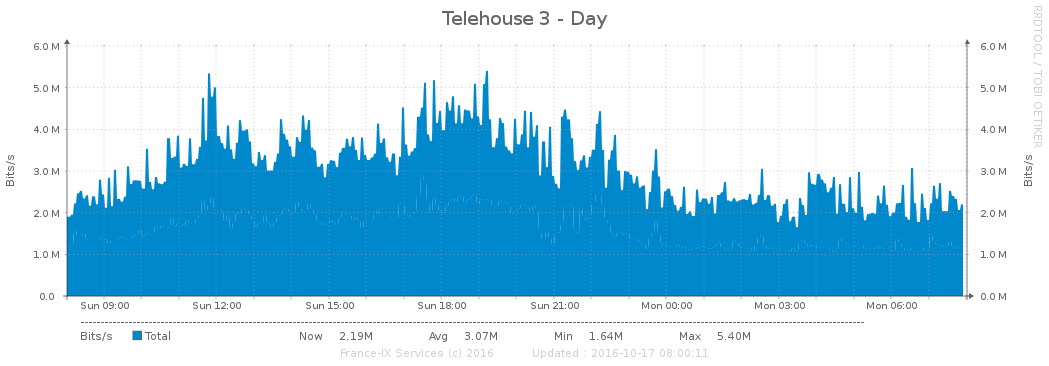 Telehouse 3 - Day
RRDTOOL / TOBI OETIKER
6.0 M 6.0 M
5.0 M 5.0 M
4.0 M 4.0 M
3.0 M 3.0 M
2.0 M 2.0 M
1.0 M 1.0 M
0.0 0.0 M
Bits/s Bits/s
Sun 09:00 Sun 12:00 Sun 15:00 Sun 18:00 Sun 21:00 Mon 00:00 Mon 03:00 Mon 06:00
Bits/s Total Now 2.19M Avg 3.07M Min 1.64M Max 5.40M
France-IX Services (c) 2016 Updated : 2016-10-17 08:00:11